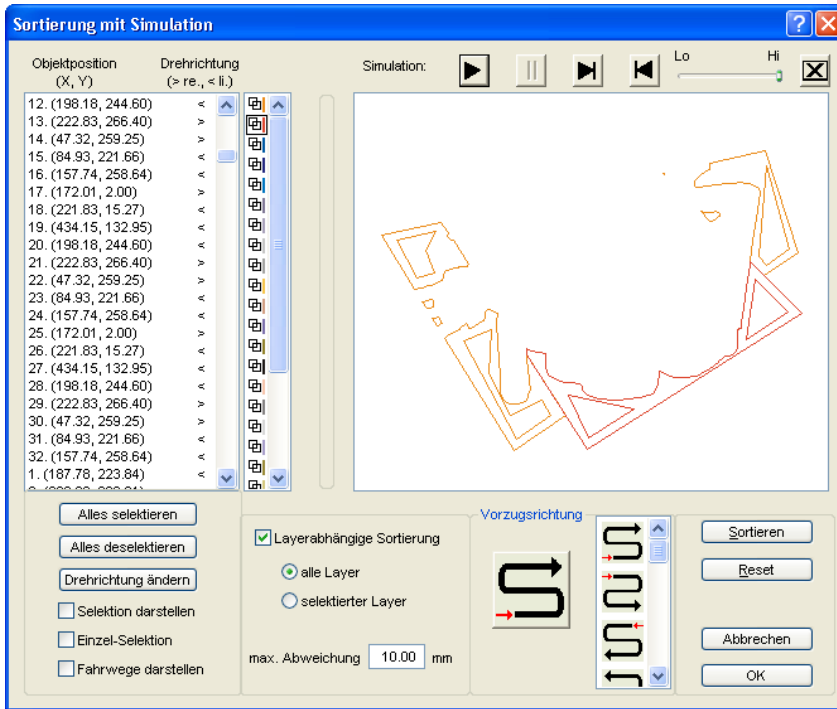 Sortierung mit Simulation
Objektposition Drehrichtung
(X, Y) (> re., < li.)
Simulation:
Lo Hi
12. (198.18, 244.60) <
13. (222.83, 266.40) >
14. (47.32, 259.25) >
15. (84.93, 221.66) <
16. (157.74, 258.64) <
17. (172.01, 2.00) >
18. (221.83, 15.27) <
19. (434.15, 132.95) <
20. (198.18, 244.60) <
21. (222.83, 266.40) >
22. (47.32, 259.25) >
23. (84.93, 221.66) <
24. (157.74, 258.64) <
25. (172.01, 2.00) >
26. (221.83, 15.27) <
27. (434.15, 132.95) <
28. (198.18, 244.60) <
29. (222.83, 266.40) >
30. (47.32, 259.25) >
31. (84.93, 221.66) <
32. (157.74, 258.64) <
1. (187.78, 223.84) <
Alles selektieren
Alles deselektieren
Drehrichtung ändern
Selektion darstellen
Einzel-Selektion
Fahrwege darstellen
Layerabhängige Sortierung
alle Layer
selektierter Layer
max. Abweichung 10.00 mm
Vorzugsrichtung
Sortieren
Reset
Abbrechen
OK